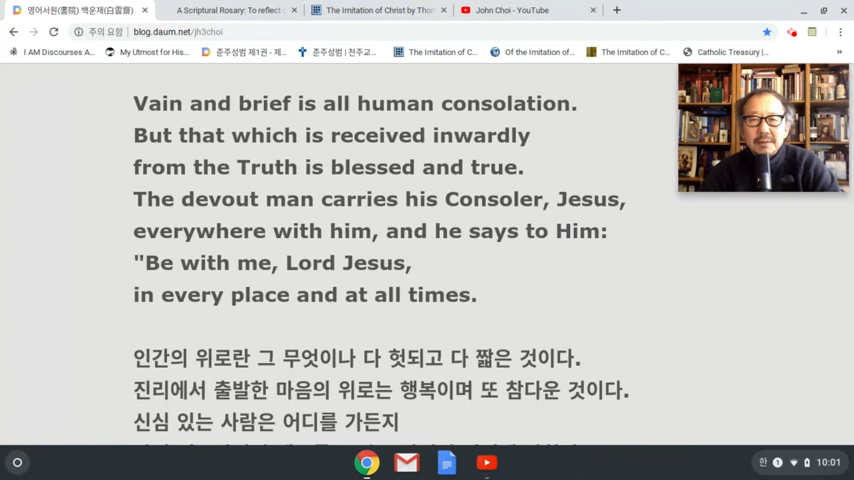 영어서원(書院) 백운재(白雲齋)
A Scriptural Rosary: To reflect
The Imitation of Christ by Thom
John Choi - YouTube
주의 요함
blog.daum.net/jh3choi
I AM Discourses A...
My Utmost for His...
준주성범 제1권 - 제...
준주성범 | 천주교...
The Imitation of C...
Of the Imitation of...
The Imitation of C...
Catholic Treasury |...
Vain and brief is all human consolation.
But that which is received inwardly
from the Truth is blessed and true.
The devout man carries his Consoler, Jesus,
everywhere with him, and he says to Him:
"Be with me, Lord Jesus,
in every place and at all times.
인간의 위로란 그 무엇이나 다 헛되고 다 짧은 것이다.
진리에서 출발한 마음의 위로는 행복이며 또 참다운 것이다.
신심 있는 사람은 어디를 가든지
한
1
10:01